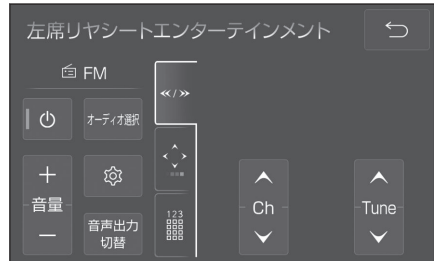 左席リヤシートエンターテインメント
FM
オーディオ選択
+
音量
−
音声出力
切替
≪/≫
123
Ch
Tune